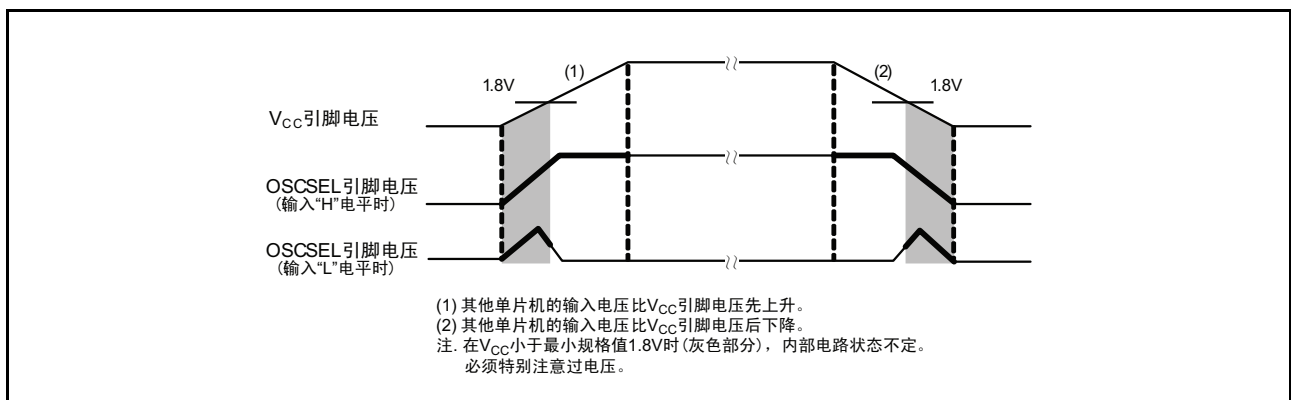 (1)
(2)
1.8V
1.8V
VCC引脚电压
OSCSEL引脚电压
(输入“H”电平时)
OSCSEL引脚电压
(输入“L”电平时)
(1) 其他单片机的输入电压比VCC引脚电压先上升。
(2) 其他单片机的输入电压比VCC引脚电压后下降。
注. 在VCC小于最小规格值1.8V时(灰色部分)，内部电路状态不定。
必须特别注意过电压。